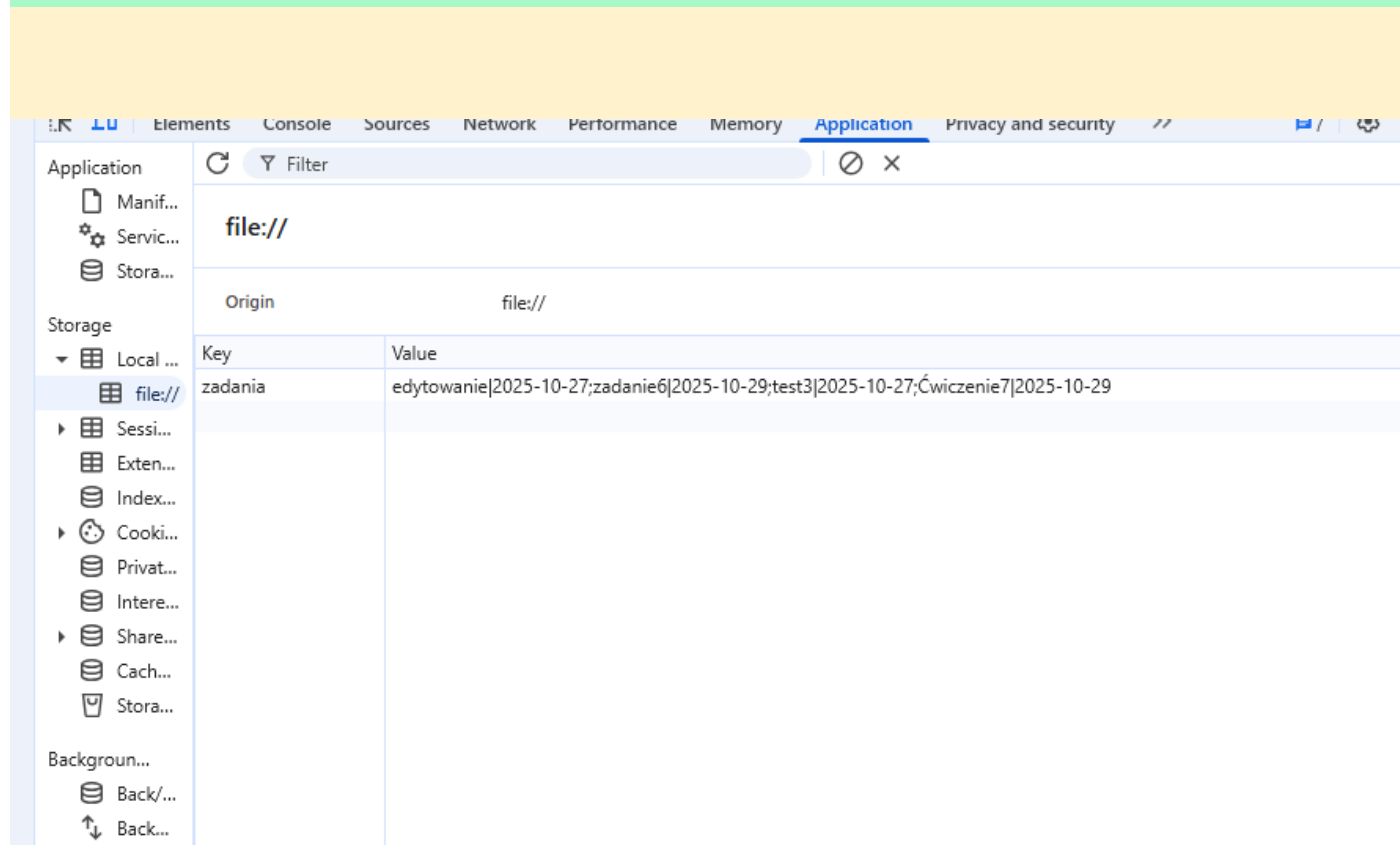 Elements Console Sources Network Performance Memory Application Privacy and security
Application
Filter
Manif...
Servic...
Stora...
file://
Origin file://
Storage
Local ...
file://
Sessi...
Exten...
Index...
Cooki...
Privat...
Intere...
Share...
Cach...
Stora...
Key Value
zadania edytowanie|2025-10-27;zadanie6|2025-10-29;test3|2025-10-27;Ćwiczenie7|2025-10-29
Backgroun...
Back/...
Back...